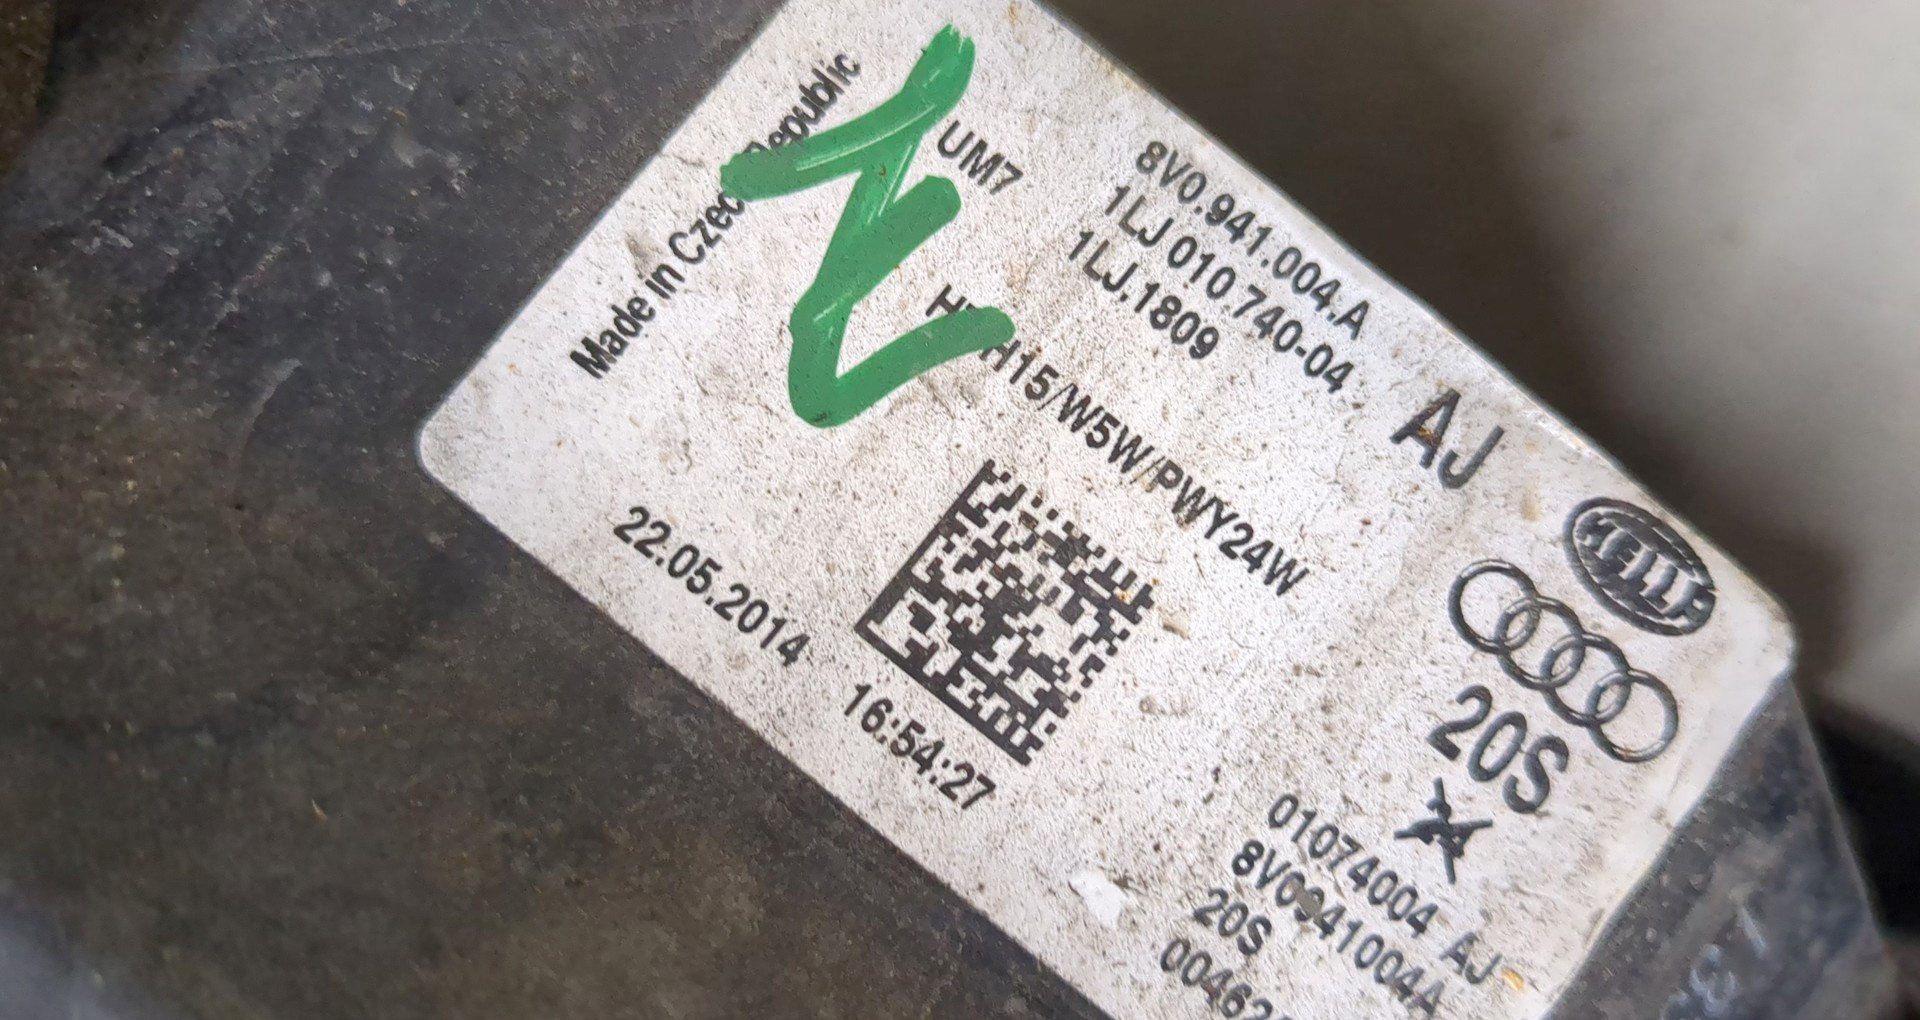 8V0.941.004.A
1LJ 010 740-04
1LJ.1809
AJ
UM7
Made in Republic
H15/W5W/PWY24W
HELLA
20S
22.05.2014 16:54:27
01074004 AJ
8V0941004A
20S